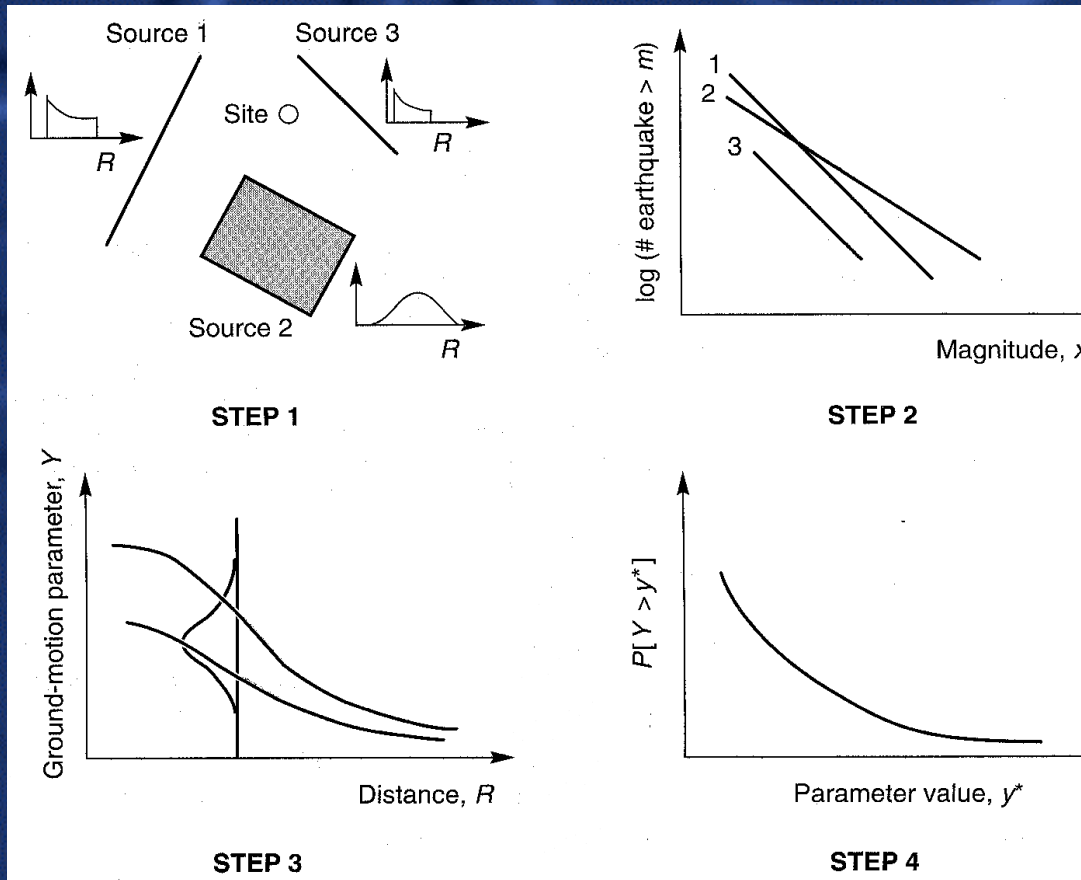 Source 1
Source 3
Site
R
R
Source 2
R
STEP 1
log (# earthquake > m)
1
2
3
Magnitude, x
STEP 2
Ground-motion parameter, Y
Distance, R
STEP 3
P[Y > y*]
Parameter value, y*
STEP 4